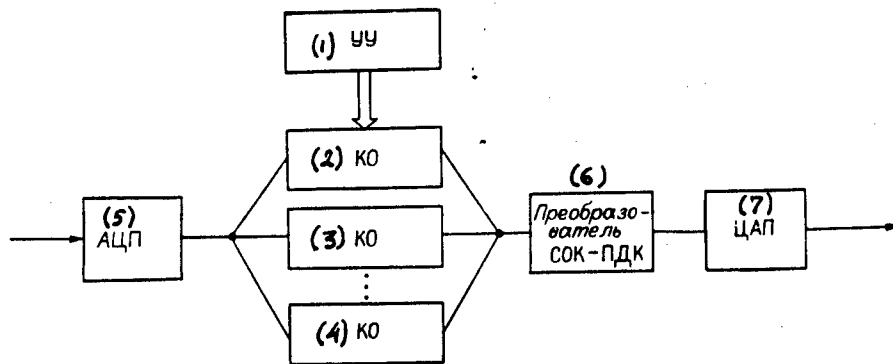 (1) УУ
(2) КО
(3) КО
(4) КО
(5)
АЦП
(6)
Преобразо-
ватель
СОК-ПДК
(7)
ЦАП